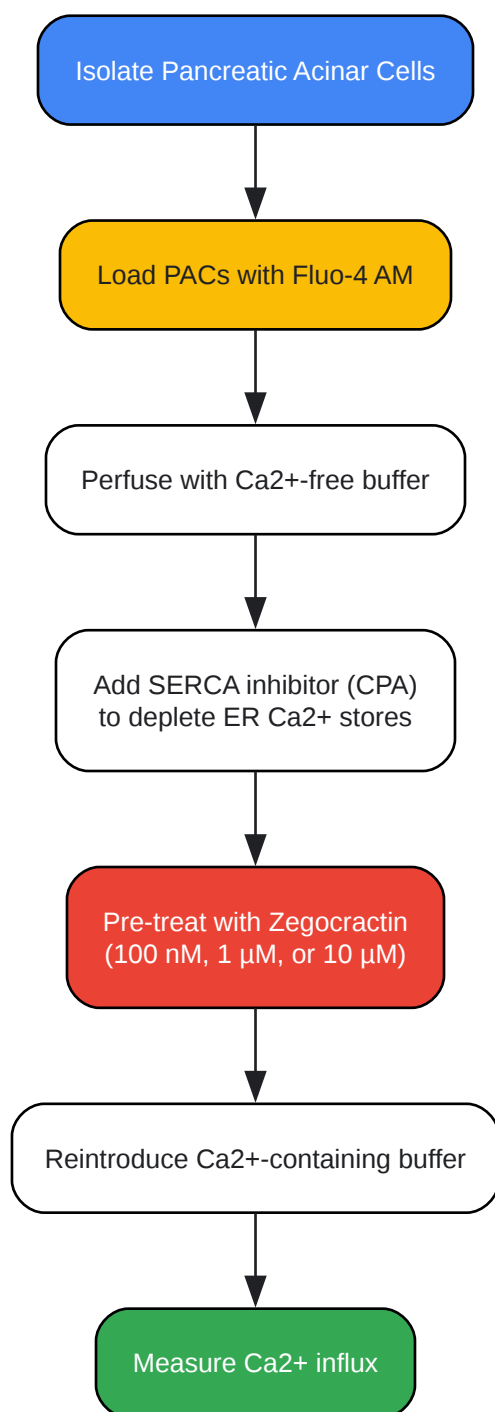 Isolate Pancreatic Acinar Cells
Load PACs with Fluo-4 AM
Perfuse with Ca2+-free buffer
Add SERCA inhibitor (CPA)
to deplete ER Ca2+ stores
Pre-treat with Zegocractin
(100 nM, 1 µM, or 10 µM)
Reintroduce Ca2+-containing buffer
Measure Ca2+ influx